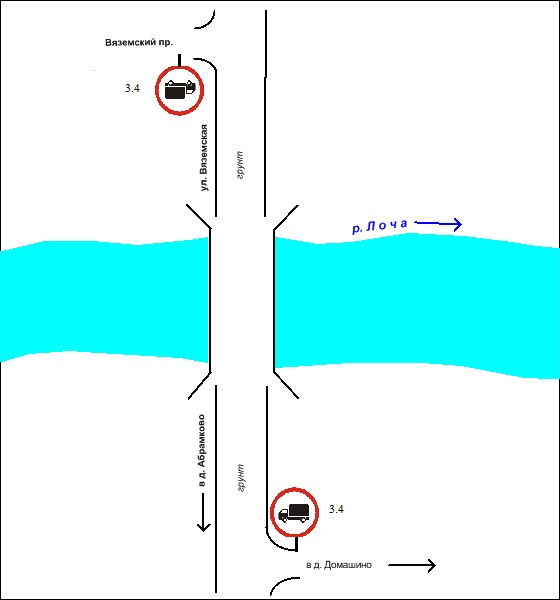 Вяземский пр.
3.4
ул. Вяземская
грунт
р. Л о ч а
в д. Абрамково
грунт
3.4
в д. Домашино